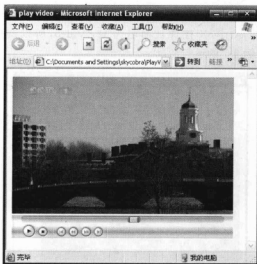 play video - Microsoft Internet Explorer
文件(F) 编辑(E) 查看(V) 收藏(A) 工具(T) 帮助(H)
后退 搜索 收藏夹
地址(D) C:\Documents and Settings\skycobra\PlayV 转到 链接
完毕 我的电脑